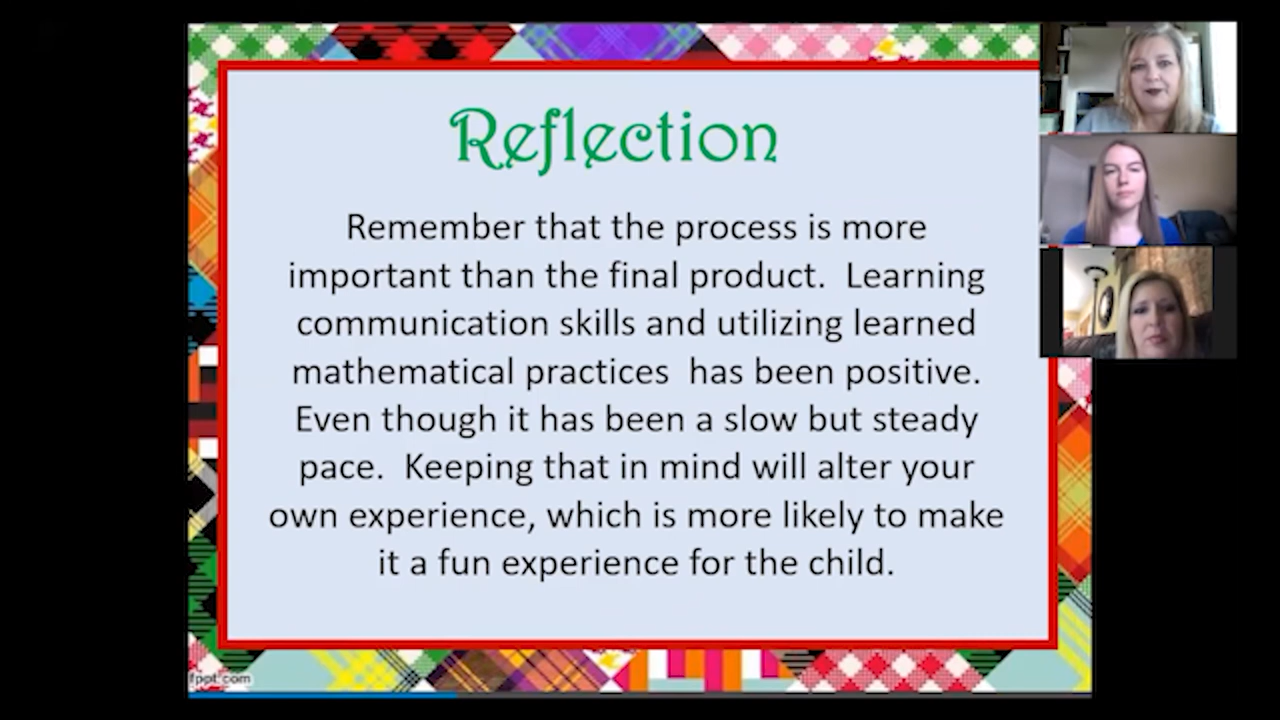 Reflection
Remember that the process is more
important than the final product.  Learning
communication skills and utilizing learned
mathematical practices  has been positive.
Even though it has been a slow but steady
pace.  Keeping that in mind will alter your
own experience, which is more likely to make
it a fun experience for the child.
fppt.com